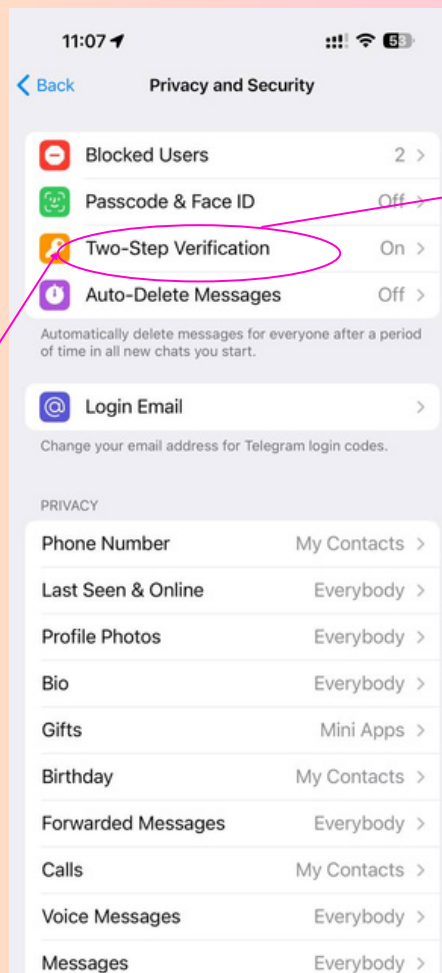 11:07
53
Back
Privacy and Security
Blocked Users 2
Passcode & Face ID Off
Two-Step Verification On
Auto-Delete Messages Off
Automatically delete messages for everyone after a period
of time in all new chats you start.
Login Email
Change your email address for Telegram login codes.
PRIVACY
Phone Number My Contacts
Last Seen & Online Everybody
Profile Photos Everybody
Bio Everybody
Gifts Mini Apps
Birthday My Contacts
Forwarded Messages Everybody
Calls My Contacts
Voice Messages Everybody
Messages Everybody